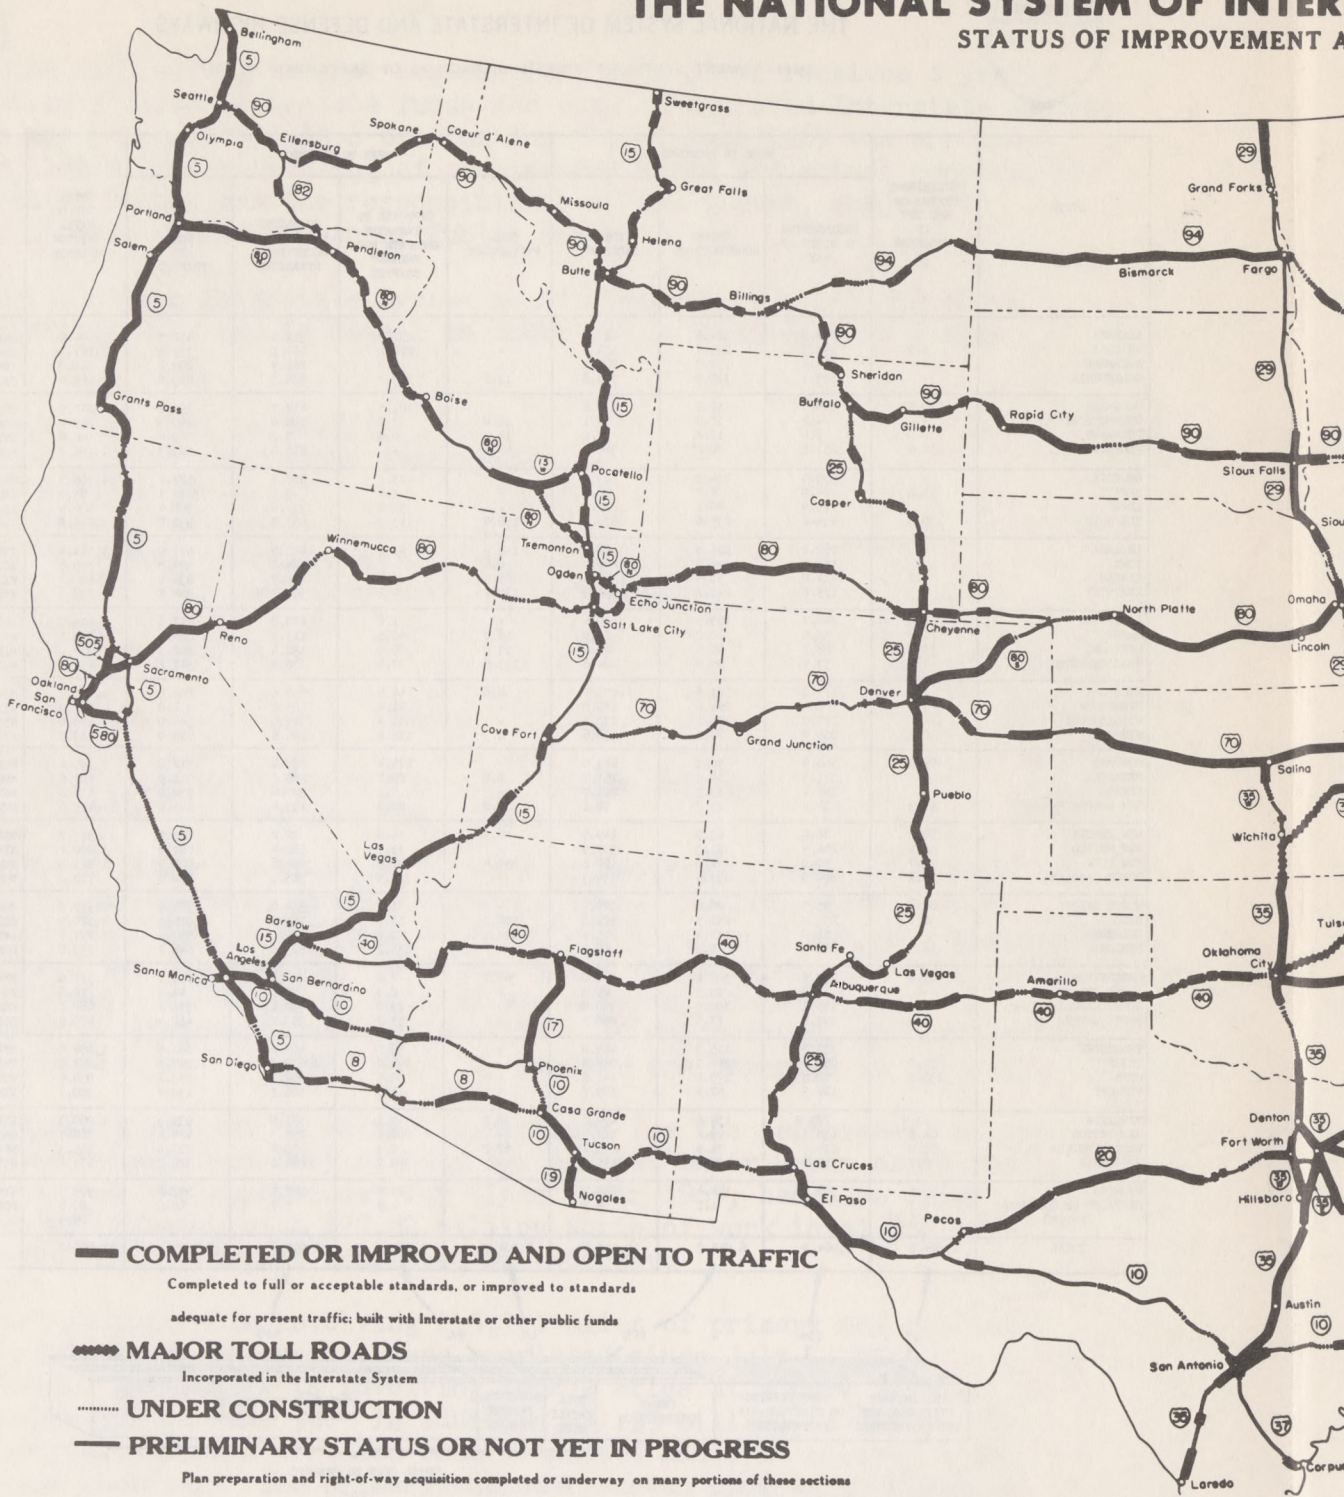 THE NATIONAL SYSTEM OF INTER
STATUS OF IMPROVEMENT A
Bellingham
5
Seattle
90
Olympia
Ellensburg
Spokane
Coeur d'Alene
90
Sweetgrass
15
Great Falls
29
Grand Forks
5
82
Missoula
Portland
Salem
80
N
Pendleton
90
Helena
Butte
90
Billings
94
94
Bismarck
Fargo
5
80
N
90
Sheridan
29
Grants Pass
Boise
15
Buffalo
90
Gillette
Rapid City
90
90
Sioux Falls
80
N
15
W
Pocatello
25
Casper
29
Siou
5
Winnemucca
80
80
N
15
Tremonton
15
80
N
Ogden
Echo Junction
80
80
North Platte
Omaha
80
Lincoln
29
80
Reno
Salt Lake City
Cheyenne
505
80
Sacramento
5
Oakland
San
Francisco
580
15
25
80
S
Denver
70
70
Cove Fort
70
Grand Junction
70
Salina
25
35
W
Pueblo
Wichita
3
15
5
Las
Vegas
15
25
35
Barstow
15
40
40
Flagstaff
40
Santa Fe
Las Vegas
Oklahoma
City
Tuls
Los
Angeles
Santa Monica
San Bernardino
10
10
Albuquerque
40
Amarillo
40
40
17
5
San Diego
8
8
Phoenix
10
25
35
Casa Grande
10
Tucson
10
19
Nogales
Las Cruces
El Paso
20
Denton
35
E
Fort Worth
35
W
Hillsboro
35
E
Pecos
10
10
35
Austin
10
San Antonio
35
37
Laredo
Corpu
COMPLETED OR IMPROVED AND OPEN TO TRAFFIC
Completed to full or acceptable standards, or improved to standards
adequate for present traffic; built with Interstate or other public funds
MAJOR TOLL ROADS
Incorporated in the Interstate System
UNDER CONSTRUCTION
PRELIMINARY STATUS OR NOT YET IN PROGRESS
Plan preparation and right-of-way acquisition completed or underway on many portions of these sections